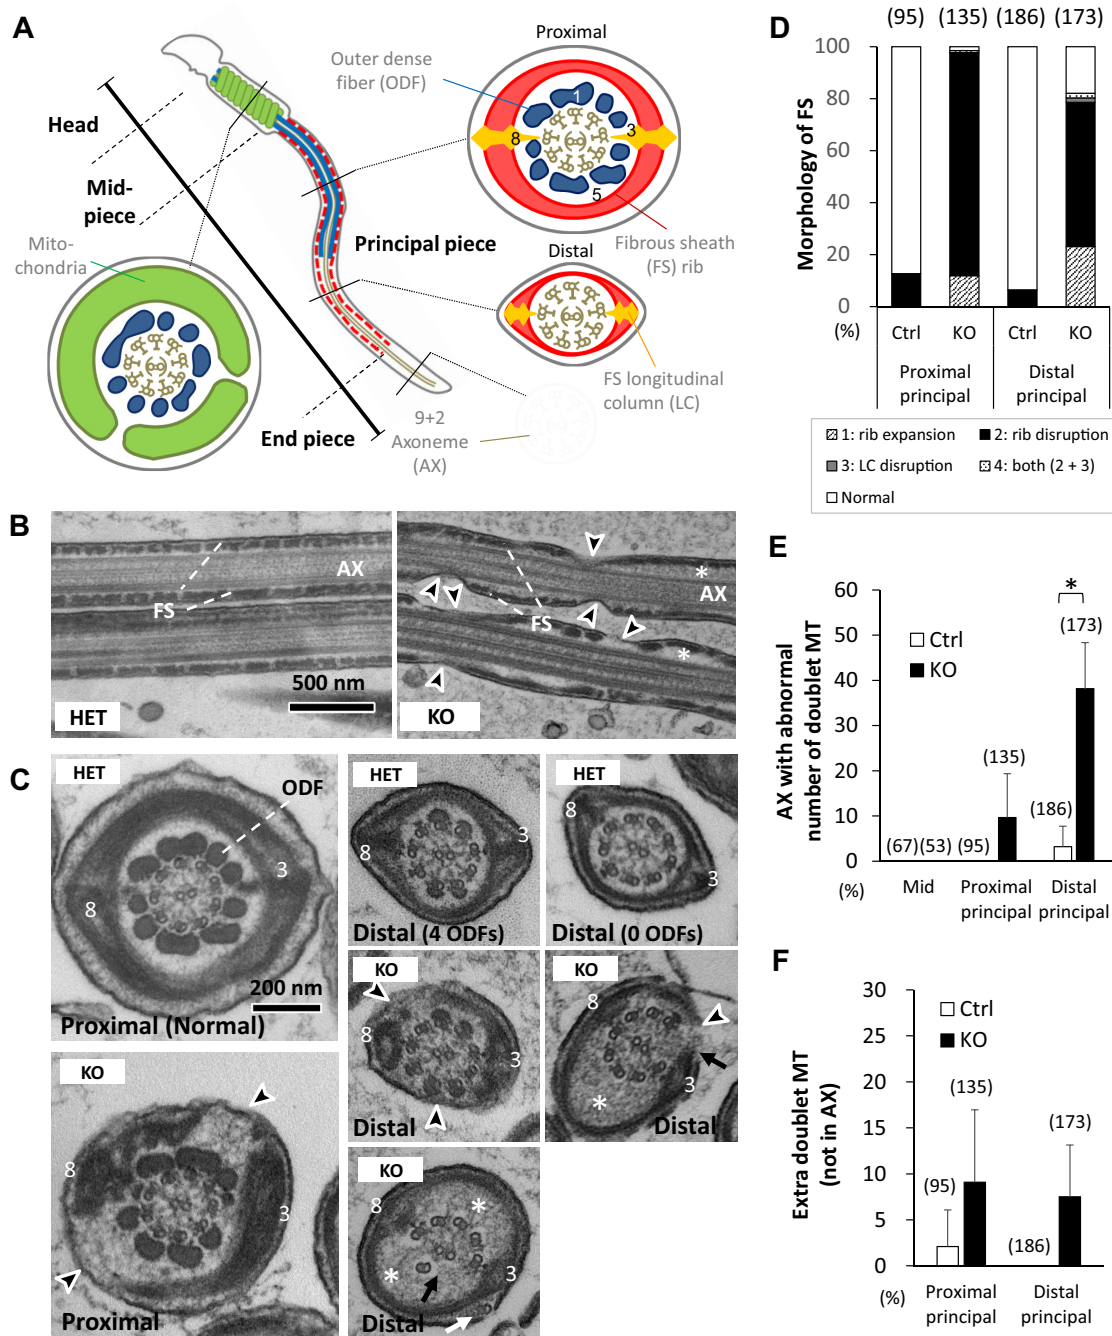 A
Head
Mid-
piece
Mito-
chondria
Outer dense
fiber (ODF)
Proximal
1
3
8
5
Principal piece
Fibrous sheath
(FS) rib
Distal
FS longitudinal
column (LC)
9+2
Axoneme
(AX)
End piece
D
(95) (135) (186) (173)
Morphology of FS
100
80
60
40
20
0
(%)
Ctrl KO Ctrl KO
Proximal
principal
Distal
principal
1: rib expansion
2: rib disruption
3: LC disruption
4: both (2 + 3)
Normal
B
AX
FS
500 nm
HET
*
AX
FS
*
KO
C
HET
ODF
8
3
200 nm
Proximal (Normal)
HET
8
3
Distal (4 ODFs)
HET
8
3
Distal (0 ODFs)
KO
8
3
Proximal
KO
8
3
Distal
KO
8
3
*
Distal
KO
8
*
*
3
Distal
E
AX with abnormal
number of doublet MT
60
50
40
30
20
10
0
(%)
Ctrl
KO
*
(173)
(135)
(186)
(67) (53) (95)
Mid
Proximal
principal
Distal
principal
F
Extra doublet MT
(not in AX)
30
25
20
15
10
5
0
(%)
Ctrl
KO
(135)
(173)
(95)
(186)
Proximal
principal
Distal
principal